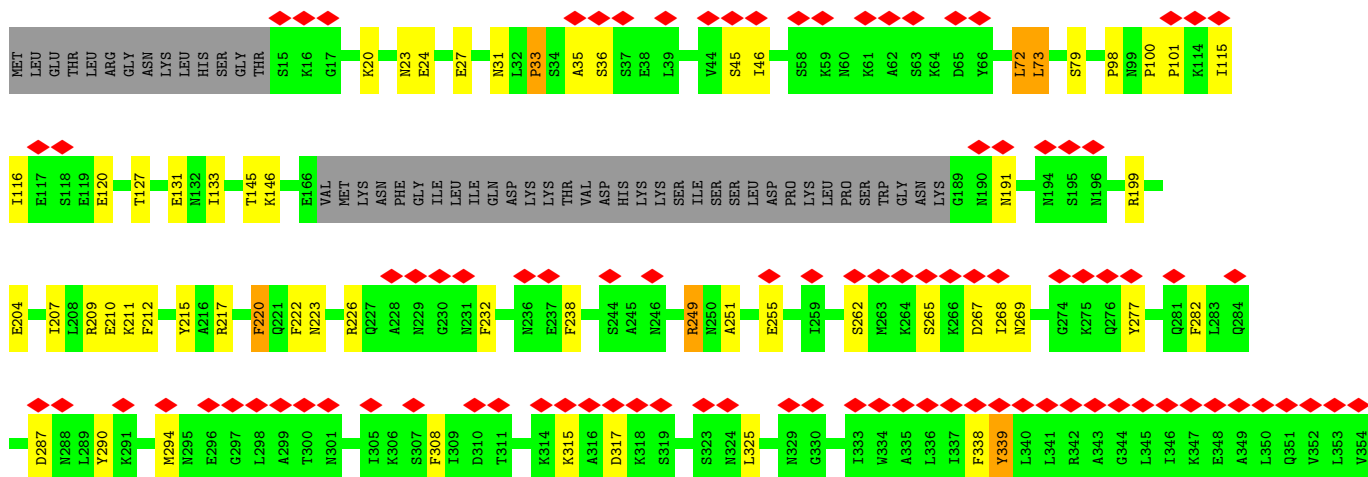 MET LEU GLU THR LEU ARG GLY ASN LYS LEU HIS SER GLY THR S15 K16 G17 K20 N23 E24 E27 N31 L32 P33 S34 A35 S36 S37 E38 L39 V44 S45 I46 S58 K59 N60 K61 A62 S63 K64 D65 Y66 L72 L73 S79 P98 N99 P100 P101 K114 I115
I116 E117 S118 E119 E120 T127 E131 N132 I133 T145 K146 E166 VAL MET LYS ASN PHE GLY ILE LEU ILE GLN ASP LYS LYS THR VAL ASP HIS LYS LYS SER ILE SER SER LEU ASP PRO LYS LEU PRO SER TRP GLY ASN LYS G189 N190 N191 N194 S195 N196 R199
E204 I207 L208 R209 E210 K211 F212 Y215 A216 R217 F220 Q221 F222 N223 R226 Q227 A228 N229 G230 N231 F232 N236 E237 F238 S244 A245 N246 R249 N250 A251 E255 I259 S262 M263 K264 S265 K266 D267 I268 N269 G274 K275 Q276 Y277 Q281 F282 L283 Q284
D287 N288 L289 Y290 K291 M294 N295 E296 G297 L298 A299 T300 N301 I305 K306 S307 F308 I309 D310 T311 K314 K315 A316 D317 K318 S319 S323 N324 L325 N329 G330 I333 W334 A335 L336 I337 F338 Y339 L340 L341 R342 A343 G344 L345 I346 K347 E348 A349 L350 Q351 V352 L353 V354